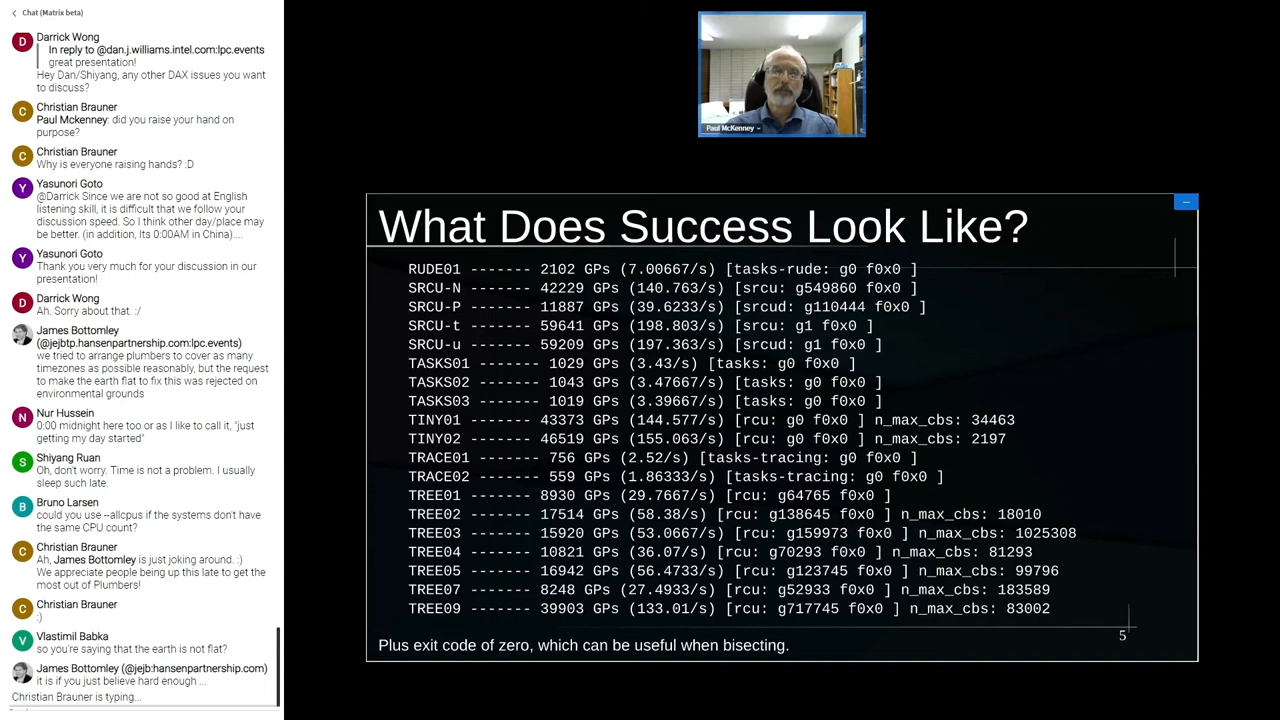 Chat (Matrix beta)
Darrick Wong
In reply to @dan.j.williams.intel.com:lpc.events
great presentation!
Hey Dan/Shiyang, any other DAX issues you want
to discuss?
Christian Brauner
Paul Mckenney: did you raise your hand on
purpose?
Christian Brauner
Why is everyone raising hands? :D
Yasunori Goto
@Darrick Since we are not so good at English
listening skill, it is difficult that we follow your
discussion speed. So I think other day/place may
be better. (in addition, Its 0:00AM in China)....
Yasunori Goto
Thank you very much for your discussion in our
presentation!
Darrick Wong
Ah. Sorry about that. :/
James Bottomley
(@jejbtp.hansenpartnership.com:lpc.events)
we tried to arrange plumbers to cover as many
timezones as possible reasonably, but the request
to make the earth flat to fix this was rejected on
environmental grounds
Nur Hussein
0:00 midnight here too or as I like to call it, "just
getting my day started"
Shiyang Ruan
Oh, don't worry. Time is not a problem. I usually
sleep such late.
Bruno Larsen
could you use --allcpus if the systems don't have
the same CPU count?
Christian Brauner
Ah, James Bottomley is just joking around. :)
We appreciate people being up this late to get the
most out of Plumbers!
Christian Brauner
:)
Vlastimil Babka
so you're saying that the earth is not flat?
James Bottomley (@jejb:hansenpartnership.com)
it is if you just believe hard enough ...
Christian Brauner is typing...
Paul McKenney
What Does Success Look Like?
RUDE01 ------- 2102 GPs (7.00667/s) [tasks-rude: g0 f0x0 ]
SRCU-N ------- 42229 GPs (140.763/s) [srcu: g549860 f0x0 ]
SRCU-P ------- 11887 GPs (39.6233/s) [srcud: g110444 f0x0 ]
SRCU-t ------- 59641 GPs (198.803/s) [srcu: g1 f0x0 ]
SRCU-u ------- 59209 GPs (197.363/s) [srcud: g1 f0x0 ]
TASKS01 ------- 1029 GPs (3.43/s) [tasks: g0 f0x0 ]
TASKS02 ------- 1043 GPs (3.47667/s) [tasks: g0 f0x0 ]
TASKS03 ------- 1019 GPs (3.39667/s) [tasks: g0 f0x0 ]
TINY01 ------- 43373 GPs (144.577/s) [rcu: g0 f0x0 ] n_max_cbs: 34463
TINY02 ------- 46519 GPs (155.063/s) [rcu: g0 f0x0 ] n_max_cbs: 2197
TRACE01 ------- 756 GPs (2.52/s) [tasks-tracing: g0 f0x0 ]
TRACE02 ------- 559 GPs (1.86333/s) [tasks-tracing: g0 f0x0 ]
TREE01 ------- 8930 GPs (29.7667/s) [rcu: g64765 f0x0 ]
TREE02 ------- 17514 GPs (58.38/s) [rcu: g138645 f0x0 ] n_max_cbs: 18010
TREE03 ------- 15920 GPs (53.0667/s) [rcu: g159973 f0x0 ] n_max_cbs: 1025308
TREE04 ------- 10821 GPs (36.07/s) [rcu: g70293 f0x0 ] n_max_cbs: 81293
TREE05 ------- 16942 GPs (56.4733/s) [rcu: g123745 f0x0 ] n_max_cbs: 99796
TREE07 ------- 8248 GPs (27.4933/s) [rcu: g52933 f0x0 ] n_max_cbs: 183589
TREE09 ------- 39903 GPs (133.01/s) [rcu: g717745 f0x0 ] n_max_cbs: 83002
5
Plus exit code of zero, which can be useful when bisecting.